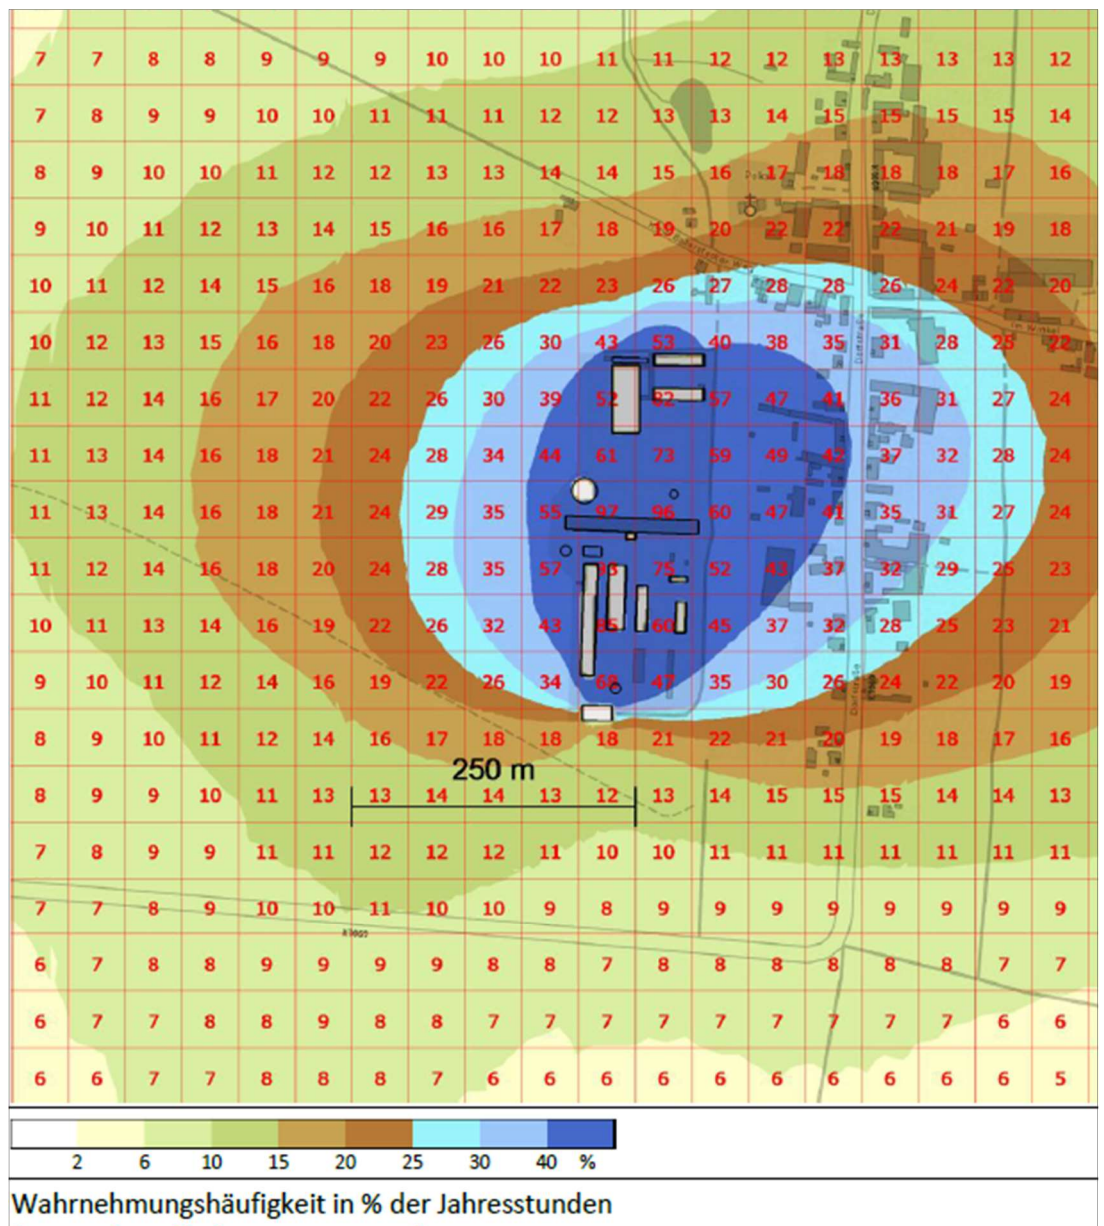 7 7 8 8 9 9 9 10 10 10 11 11 12 12 13 13 13 13 12
7 8 9 9 10 10 11 11 11 12 12 13 13 14 15 15 15 15 14
8 9 10 10 11 12 12 13 13 14 14 15 16 17 18 18 18 17 16
9 10 11 12 13 14 15 16 16 17 18 19 20 22 22 22 21 19 18
10 11 12 14 15 16 18 19 21 22 23 26 27 28 28 26 24 22 20
Im Winkel
10 12 13 15 16 18 20 23 26 30 43 53 40 38 35 31 28 25 22
Dorfstraße
11 12 14 16 17 20 22 26 30 39 52 82 57 47 41 36 31 27 24
11 13 14 16 18 21 24 28 34 44 61 73 59 49 42 37 32 28 24
11 13 14 16 18 21 24 29 35 55 97 96 60 47 41 35 31 27 24
11 12 14 16 18 20 24 28 35 57 75 52 43 37 32 29 25 23
10 11 13 14 16 19 22 26 32 43 60 45 37 32 28 25 23 21
9 10 11 12 14 16 19 22 26 34 68 47 35 30 26 24 22 20 19
Dorfstraße
8 9 10 11 12 14 16 17 18 18 18 21 22 21 20 19 18 17 16
250 m
8 9 9 10 11 13 13 14 14 13 12 13 14 15 15 15 14 14 13
7 8 9 9 11 11 12 12 12 11 10 10 11 11 11 11 11 11 11
7 7 8 9 10 10 11 10 10 9 8 9 9 9 9 9 9 9 9
6 7 8 8 9 9 9 9 8 8 7 8 8 8 8 8 8 7 7
6 7 7 8 8 9 8 8 7 7 7 7 7 7 7 7 7 6 6
6 6 7 7 8 8 8 7 6 6 6 6 6 6 6 6 6 6 5
2 6 10 15 20 25 30 40 %
Wahrnehmungshäufigkeit in % der Jahresstunden